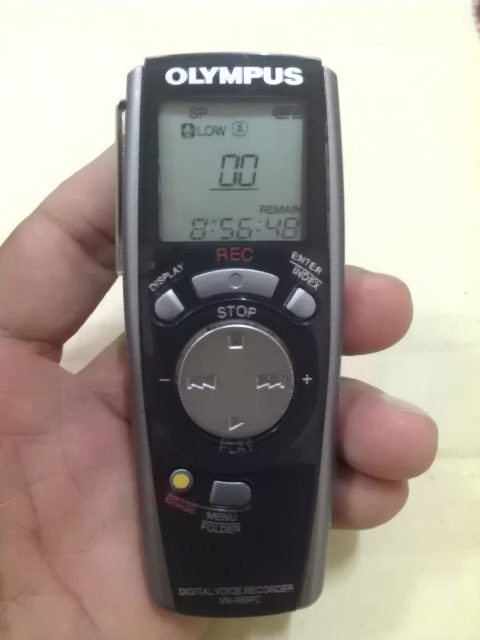 OLYMPUS
SP
LOW A
00
REMAIN
8:56:48
REC
DISPLAY
ENTER
INDEX
STOP
– +
PLAY
ERASE
MENU
FOLDER
DIGITAL VOICE RECORDER